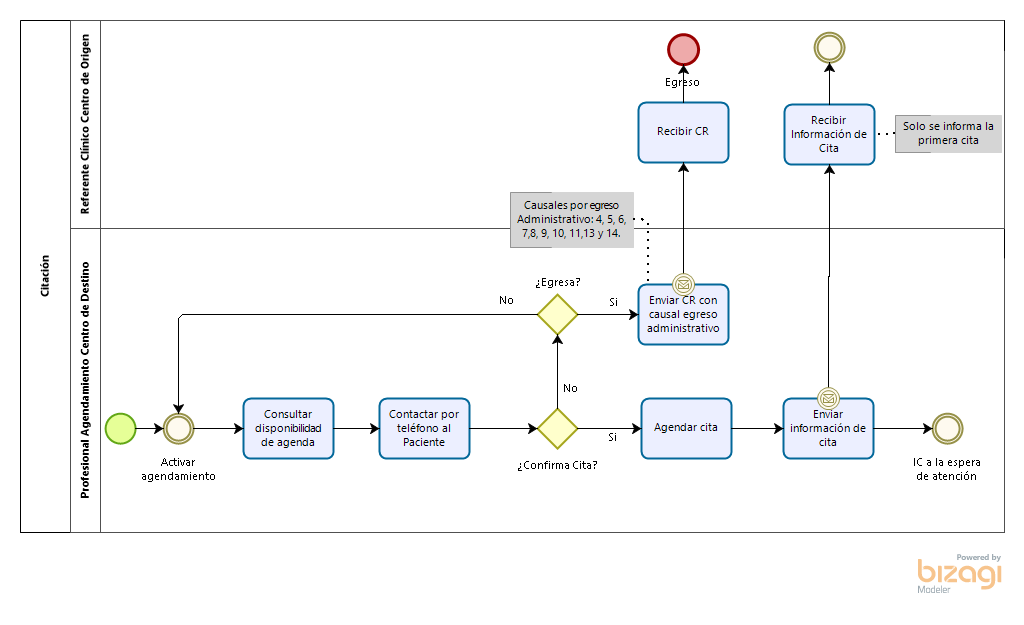 Citación
Referente Clínico Centro de Origen
Profesional Agendamiento Centro de Destino
Egreso
Recibir CR
Recibir
Información de
Cita
Solo se informa la
primera cita
Causales por egreso
Administrativo: 4, 5, 6,
7,8, 9, 10, 11,13 y 14.
¿Egresa?
No
Si
Enviar CR con
causal egreso
administrativo
No
Activar
agendamiento
Consultar
disponibilidad
de agenda
Contactar por
teléfono al
Paciente
¿Confirma Cita?
Si
Agendar cita
Enviar
información de
cita
IC a la espera
de atención
Powered by
bizagi
Modeler